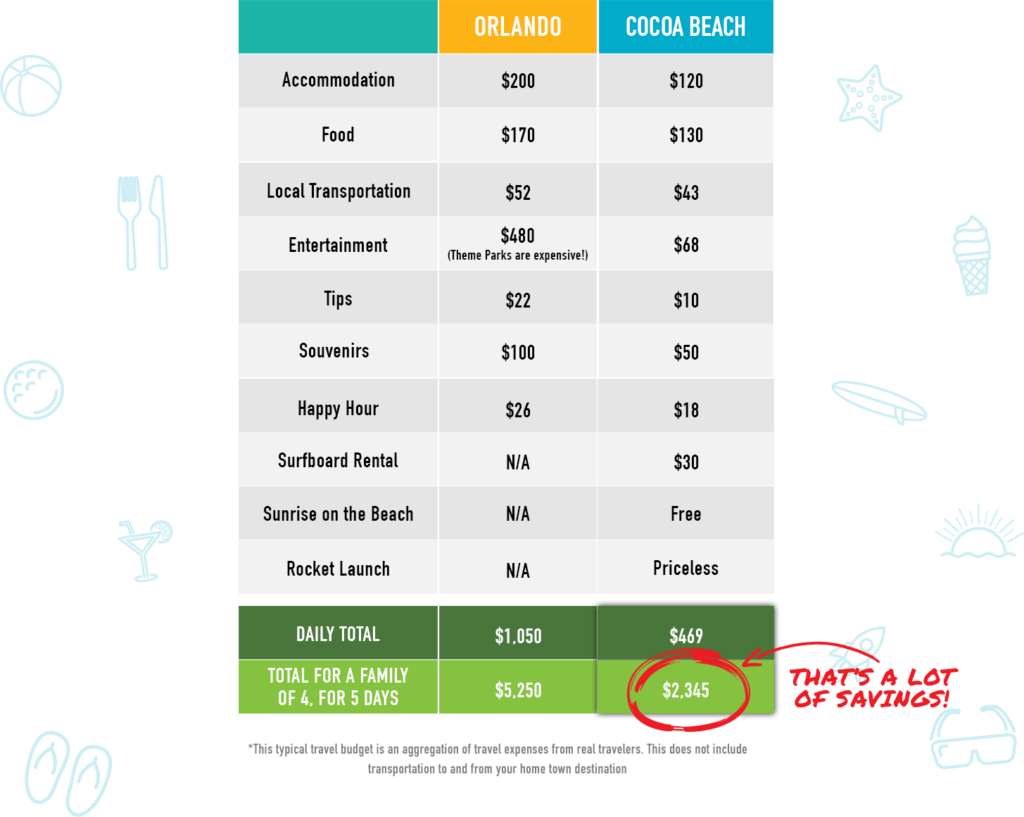 ORLANDO COCOA BEACH
Accommodation $200 $120
Food $170 $130
Local Transportation $52 $43
Entertainment $480 $68
(Theme Parks are expensive!)
Tips $22 $10
Souvenirs $100 $50
Happy Hour $26 $18
Surfboard Rental N/A $30
Sunrise on the Beach N/A Free
Rocket Launch N/A Priceless
DAILY TOTAL $1,050 $469
TOTAL FOR A FAMILY
OF 4, FOR 5 DAYS $5,250 $2,345
THAT'S A LOT
OF SAVINGS!
*This typical travel budget is an aggregation of travel expenses from real travelers. This does not include
transportation to and from your home town destination